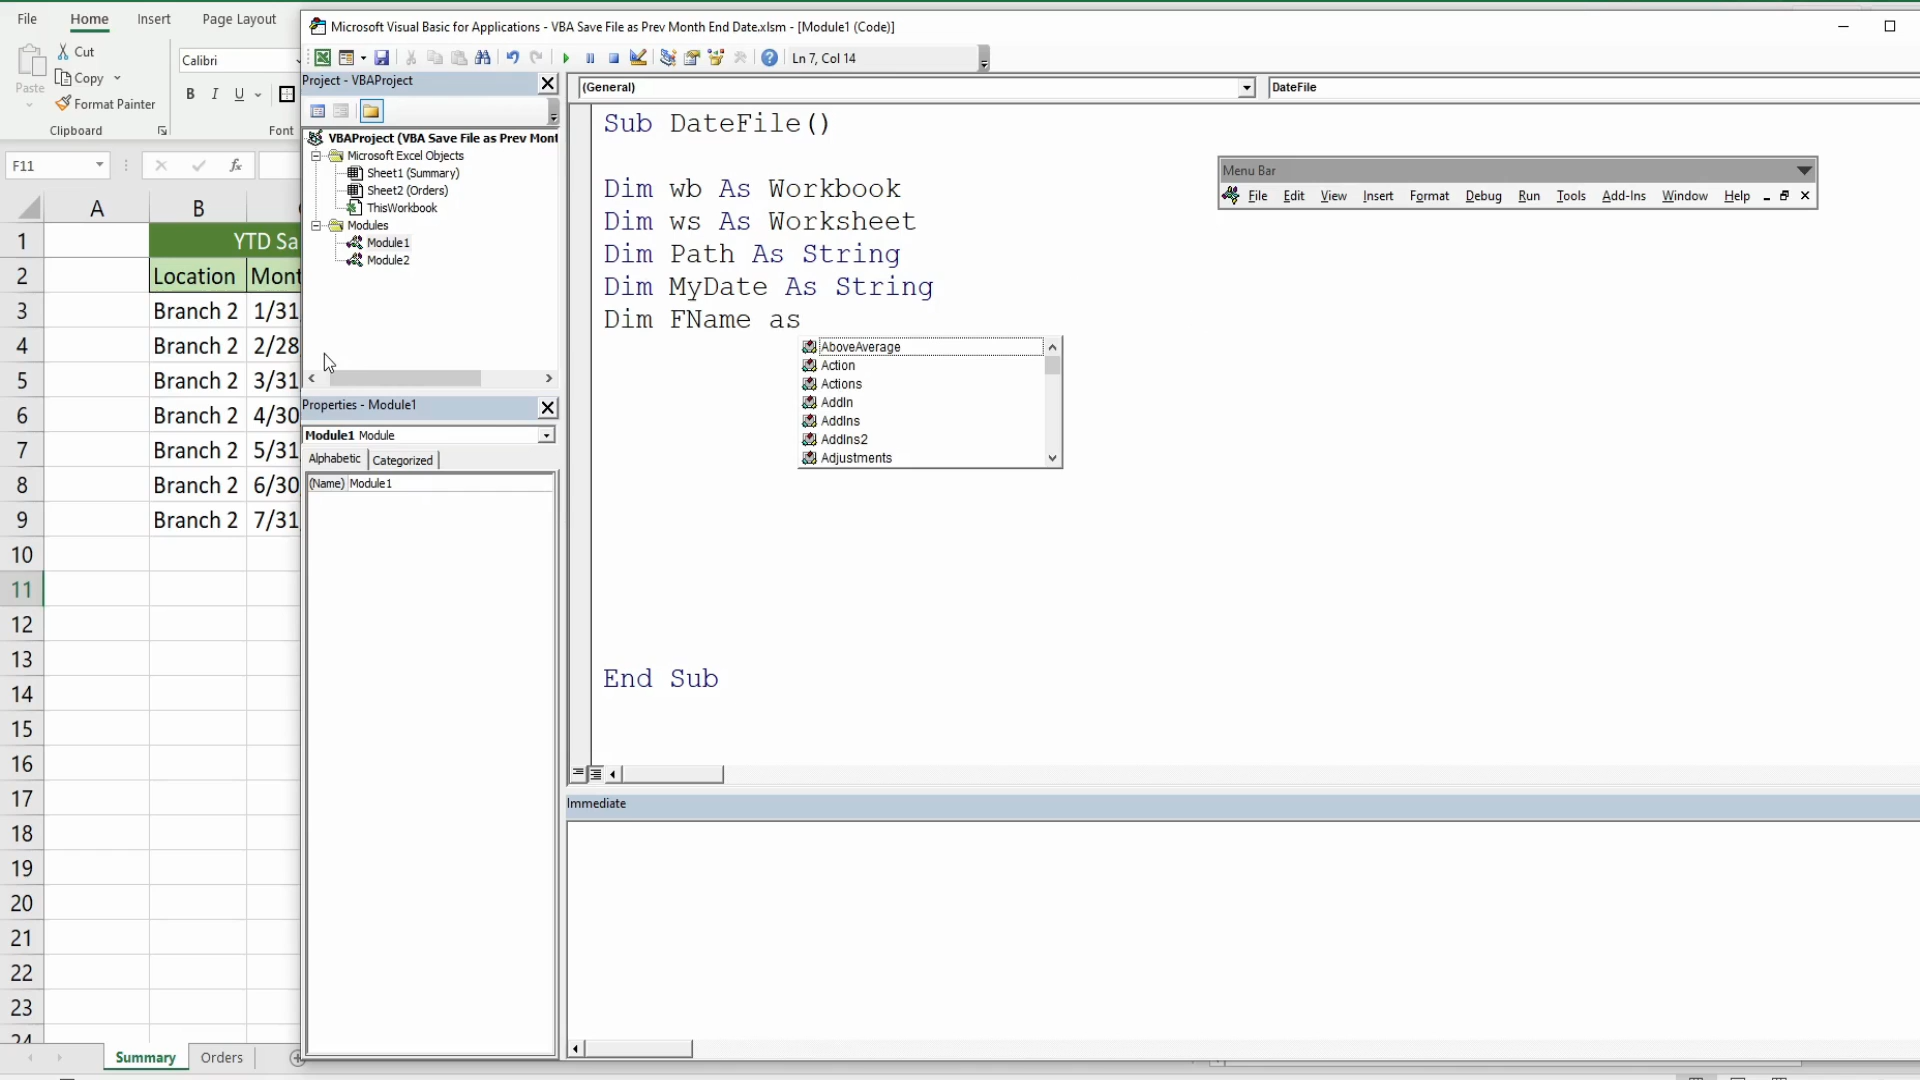 File Home Insert Page Layout
Microsoft Visual Basic for Applications - VBA Save File as Prev Month End Date.xlsm - [Module1 (Code)]
Cut
Copy
Format Painter
Paste
Clipboard
Calibri
B I U
Font
Ln 7, Col 14
Project - VBAProject
(General)
DateFile
VBAProject (VBA Save File as Prev Mont
Microsoft Excel Objects
Sheet1 (Summary)
Sheet2 (Orders)
ThisWorkbook
Modules
Module1
Module2
Sub DateFile()
Dim wb As Workbook
Dim ws As Worksheet
Dim Path As String
Dim MyDate As String
Dim FName as
AboveAverage
Action
Actions
AddIn
AddIns
AddIns2
Adjustments
End Sub
Menu Bar
File Edit View Insert Format Debug Run Tools Add-Ins Window Help
Properties - Module1
Module1 Module
Alphabetic Categorized
(Name) Module1
Immediate
F11
fx
A B
1 YTD Sa
2 Location Mont
3 Branch 2 1/31
4 Branch 2 2/28
5 Branch 2 3/31
6 Branch 2 4/30
7 Branch 2 5/31
8 Branch 2 6/30
9 Branch 2 7/31
10
11
12
13
14
15
16
17
18
19
20
21
22
23
24
Summary Orders